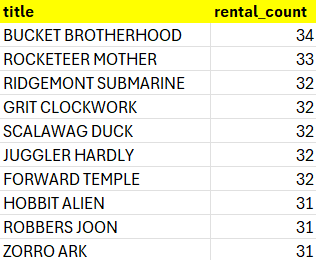 title rental_count
BUCKET BROTHERHOOD 34
ROCKETEER MOTHER 33
RIDGEMONT SUBMARINE 32
GRIT CLOCKWORK 32
SCALAWAG DUCK 32
JUGGLER HARDLY 32
FORWARD TEMPLE 32
HOBBIT ALIEN 31
ROBBERS JOON 31
ZORRO ARK 31